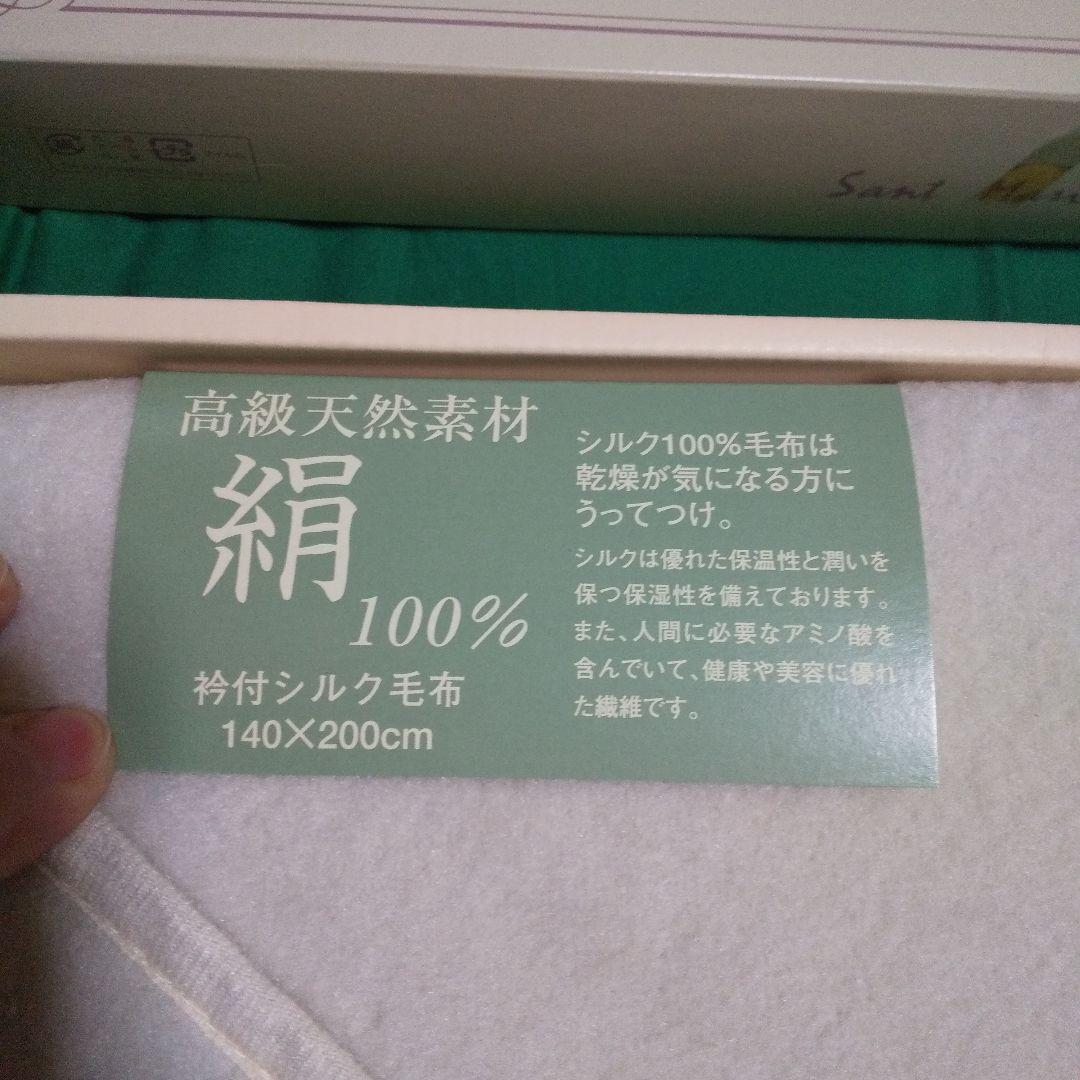 Sant
高級天然素材
絹
100%
衿付シルク毛布
140×200cm
シルク100%毛布は
乾燥が気になる方に
うってつけ。
シルクは優れた保温性と潤いを
保つ保湿性を備えております。
また、人間に必要なアミノ酸を
含んでいて、健康や美容に優れ
た繊維です。